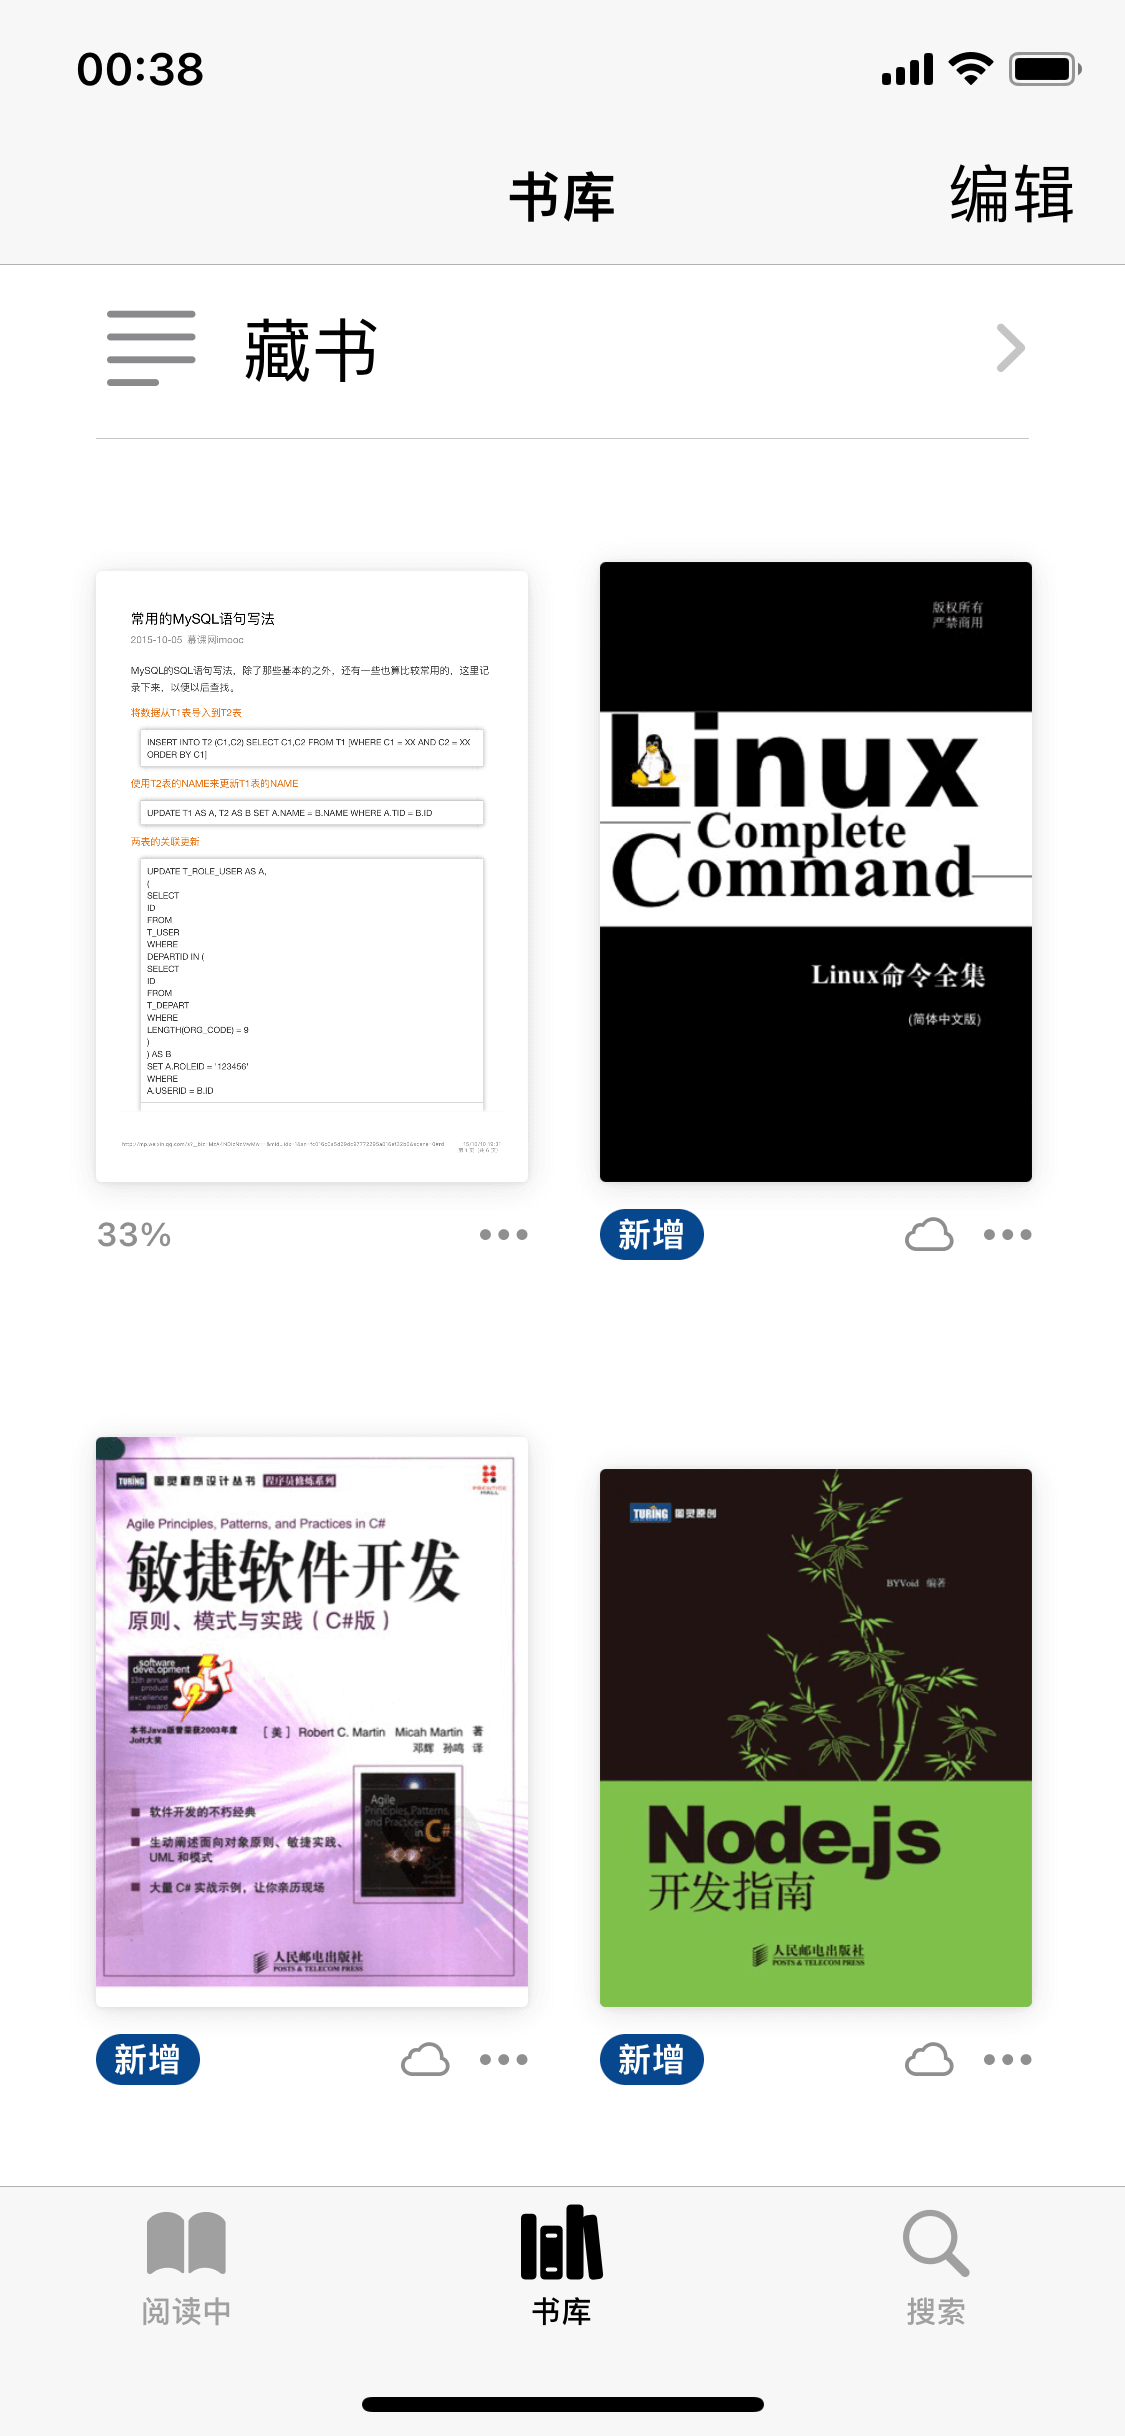 00:38
书库
编辑
藏书
常用的MySQL语句写法
2015-10-05 慕课网imooc
MySQL的SQL语句写法，除了那些基本的之外，还有一些也算比较常用的，这里记
录下来，以便以后查找。
将数据从T1表导入到T2表
INSERT INTO T2 (C1,C2) SELECT C1,C2 FROM T1 [WHERE C1 = XX AND C2 = XX
ORDER BY C1]
使用T2表的NAME来更新T1表的NAME
UPDATE T1 AS A, T2 AS B SET A.NAME = B.NAME WHERE A.TID = B.ID
两表的关联更新
UPDATE T_ROLE_USER AS A,
(
SELECT
ID
FROM
T_USER
WHERE
DEPARTID IN (
SELECT
ID
FROM
T_DEPART
WHERE
LENGTH(ORG_CODE) = 9
)
) AS B
SET A.ROLEID = '123456'
WHERE
A.USERID = B.ID
33%
版权所有
严禁商用
Linux
Complete
Command
Linux命令全集
(简体中文版)
新增
TURING 图灵程序设计丛书 程序员修炼系列
PRENTICE
HALL
Agile Principles, Patterns, and Practices in C#
敏捷软件开发
原则、模式与实践（C#版）
software
development
13th annual
product
excellence
award
JOLT
本书Java版曾荣获2003年度
Jolt大奖
［美］ Robert C. Martin Micah Martin 著
邓辉 孙鸣 译
Agile
Principles, Patterns,
and Practices
in C#
软件开发的不朽经典
生动阐述面向对象原则、敏捷实践、
UML 和模式
大量 C# 实战示例，让你亲历现场
人民邮电出版社
POSTS & TELECOM PRESS
新增
TURING 图灵原创
BYVoid 编著
Node.js
开发指南
人民邮电出版社
POSTS & TELECOM PRESS
新增
阅读中
书库
搜索